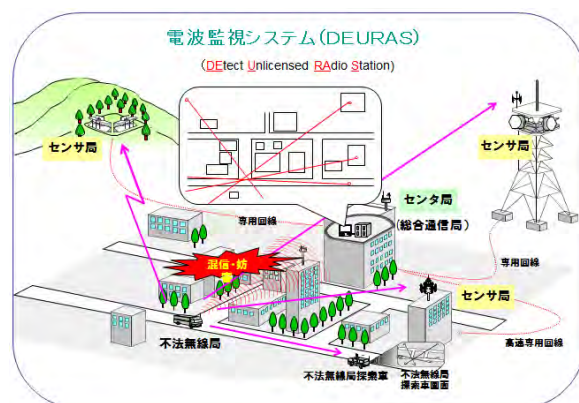 電波監視システム(DEURAS)
(DEtect Unlicensed RAdio Station)
センサ局
センサ局
センタ局
(総合通信局)
専用回線
専用回線
混信・妨
害
センサ局
不法無線局
高速専用回線
不法無線局探索車
不法無線局
探索車画面